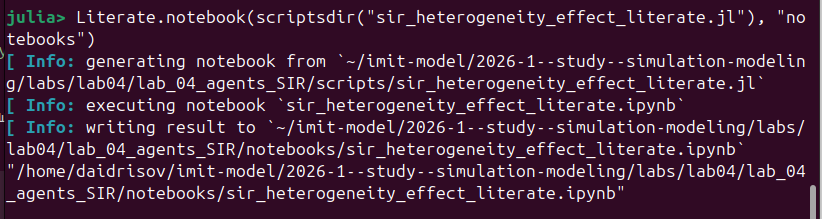 julia> Literate.notebook(scriptsdir("sir_heterogeneity_effect_literate.jl"), "no
tebooks")
[ Info: generating notebook from `~/imit-model/2026-1--study--simulation-modelin
g/labs/lab04/lab_04_agents_SIR/scripts/sir_heterogeneity_effect_literate.jl`
[ Info: executing notebook `sir_heterogeneity_effect_literate.ipynb`
[ Info: writing result to `~/imit-model/2026-1--study--simulation-modeling/labs/
lab04/lab_04_agents_SIR/notebooks/sir_heterogeneity_effect_literate.ipynb`
"/home/daidrisov/imit-model/2026-1--study--simulation-modeling/labs/lab04/lab_04
_agents_SIR/notebooks/sir_heterogeneity_effect_literate.ipynb"